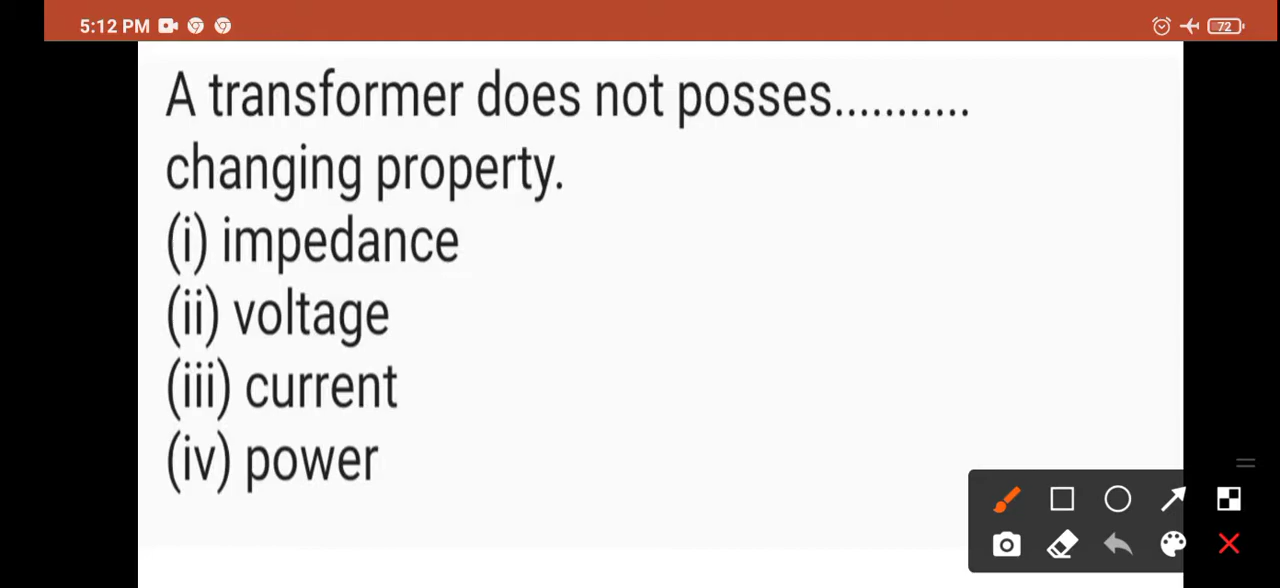 5:12 PM
72
A transformer does not posses...........
changing property.
(i) impedance
(ii) voltage
(iii) current
(iv) power